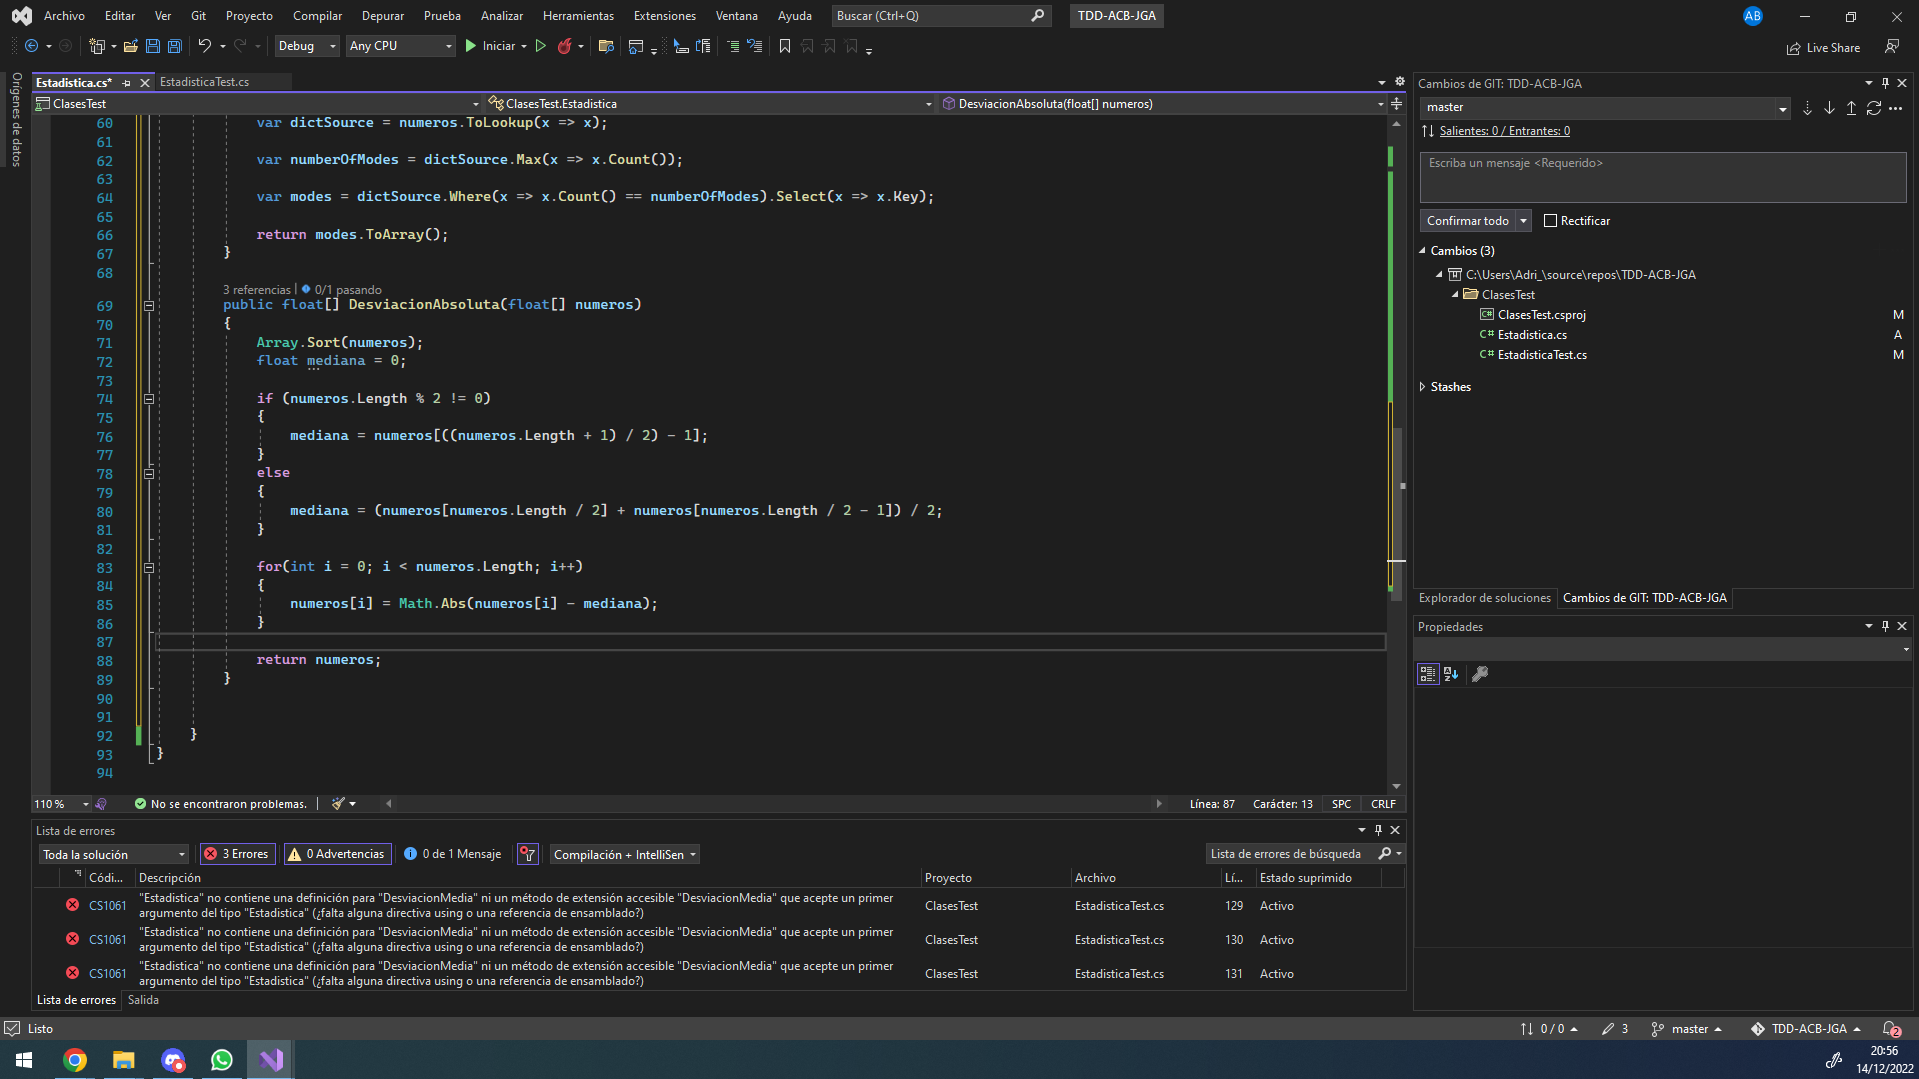 Archivo Editar Ver Git Proyecto Compilar Depurar Prueba Analizar Herramientas Extensiones Ventana Ayuda Buscar (Ctrl+Q) TDD-ACB-JGA AB
Debug Any CPU Iniciar Live Share
Orígenes de datos
Estadistica.cs* EstadisticaTest.cs
ClasesTest ClasesTest.Estadistica DesviacionAbsoluta(float[] numeros)
60 var dictSource = numeros.ToLookup(x => x);
61
62 var numberOfModes = dictSource.Max(x => x.Count());
63
64 var modes = dictSource.Where(x => x.Count() == numberOfModes).Select(x => x.Key);
65
66 return modes.ToArray();
67 }
68
3 referencias | 0/1 pasando
69 public float[] DesviacionAbsoluta(float[] numeros)
70 {
71 Array.Sort(numeros);
72 float mediana = 0;
73
74 if (numeros.Length % 2 != 0)
75 {
76 mediana = numeros[((numeros.Length + 1) / 2) - 1];
77 }
78 else
79 {
80 mediana = (numeros[numeros.Length / 2] + numeros[numeros.Length / 2 - 1]) / 2;
81 }
82
83 for(int i = 0; i < numeros.Length; i++)
84 {
85 numeros[i] = Math.Abs(numeros[i] - mediana);
86 }
87
88 return numeros;
89 }
90
91
92 }
93 }
94
110 % No se encontraron problemas. Línea: 87 Carácter: 13 SPC CRLF
Lista de errores
Toda la solución 3 Errores 0 Advertencias 0 de 1 Mensaje Compilación + IntelliSen Lista de errores de búsqueda
Códi... Descripción Proyecto Archivo Lí... Estado suprimido
CS1061 "Estadistica" no contiene una definición para "DesviacionMedia" ni un método de extensión accesible "DesviacionMedia" que acepte un primer
argumento del tipo "Estadistica" (¿falta alguna directiva using o una referencia de ensamblado?) ClasesTest EstadisticaTest.cs 129 Activo
CS1061 "Estadistica" no contiene una definición para "DesviacionMedia" ni un método de extensión accesible "DesviacionMedia" que acepte un primer
argumento del tipo "Estadistica" (¿falta alguna directiva using o una referencia de ensamblado?) ClasesTest EstadisticaTest.cs 130 Activo
CS1061 "Estadistica" no contiene una definición para "DesviacionMedia" ni un método de extensión accesible "DesviacionMedia" que acepte un primer
argumento del tipo "Estadistica" (¿falta alguna directiva using o una referencia de ensamblado?) ClasesTest EstadisticaTest.cs 131 Activo
Lista de errores Salida
Cambios de GIT: TDD-ACB-JGA
master
Salientes: 0 / Entrantes: 0
Escriba un mensaje <Requerido>
Confirmar todo Rectificar
Cambios (3)
C:\Users\Adri_\source\repos\TDD-ACB-JGA
ClasesTest
C# ClasesTest.csproj M
C# Estadistica.cs A
C# EstadisticaTest.cs M
Stashes
Explorador de soluciones Cambios de GIT: TDD-ACB-JGA
Propiedades
Listo 0 / 0 3 master TDD-ACB-JGA 2
20:56
14/12/2022